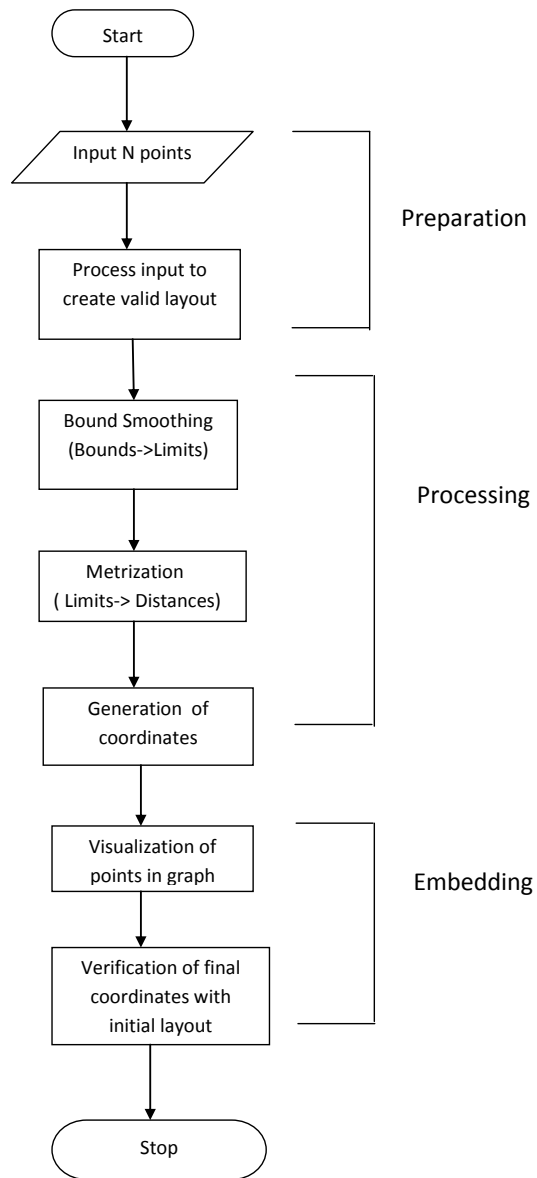 Start
Input N points
Process input to
create valid layout
Preparation
Bound Smoothing
(Bounds->Limits)
Metrization
( Limits-> Distances)
Generation of
coordinates
Processing
Visualization of
points in graph
Verification of final
coordinates with
initial layout
Embedding
Stop